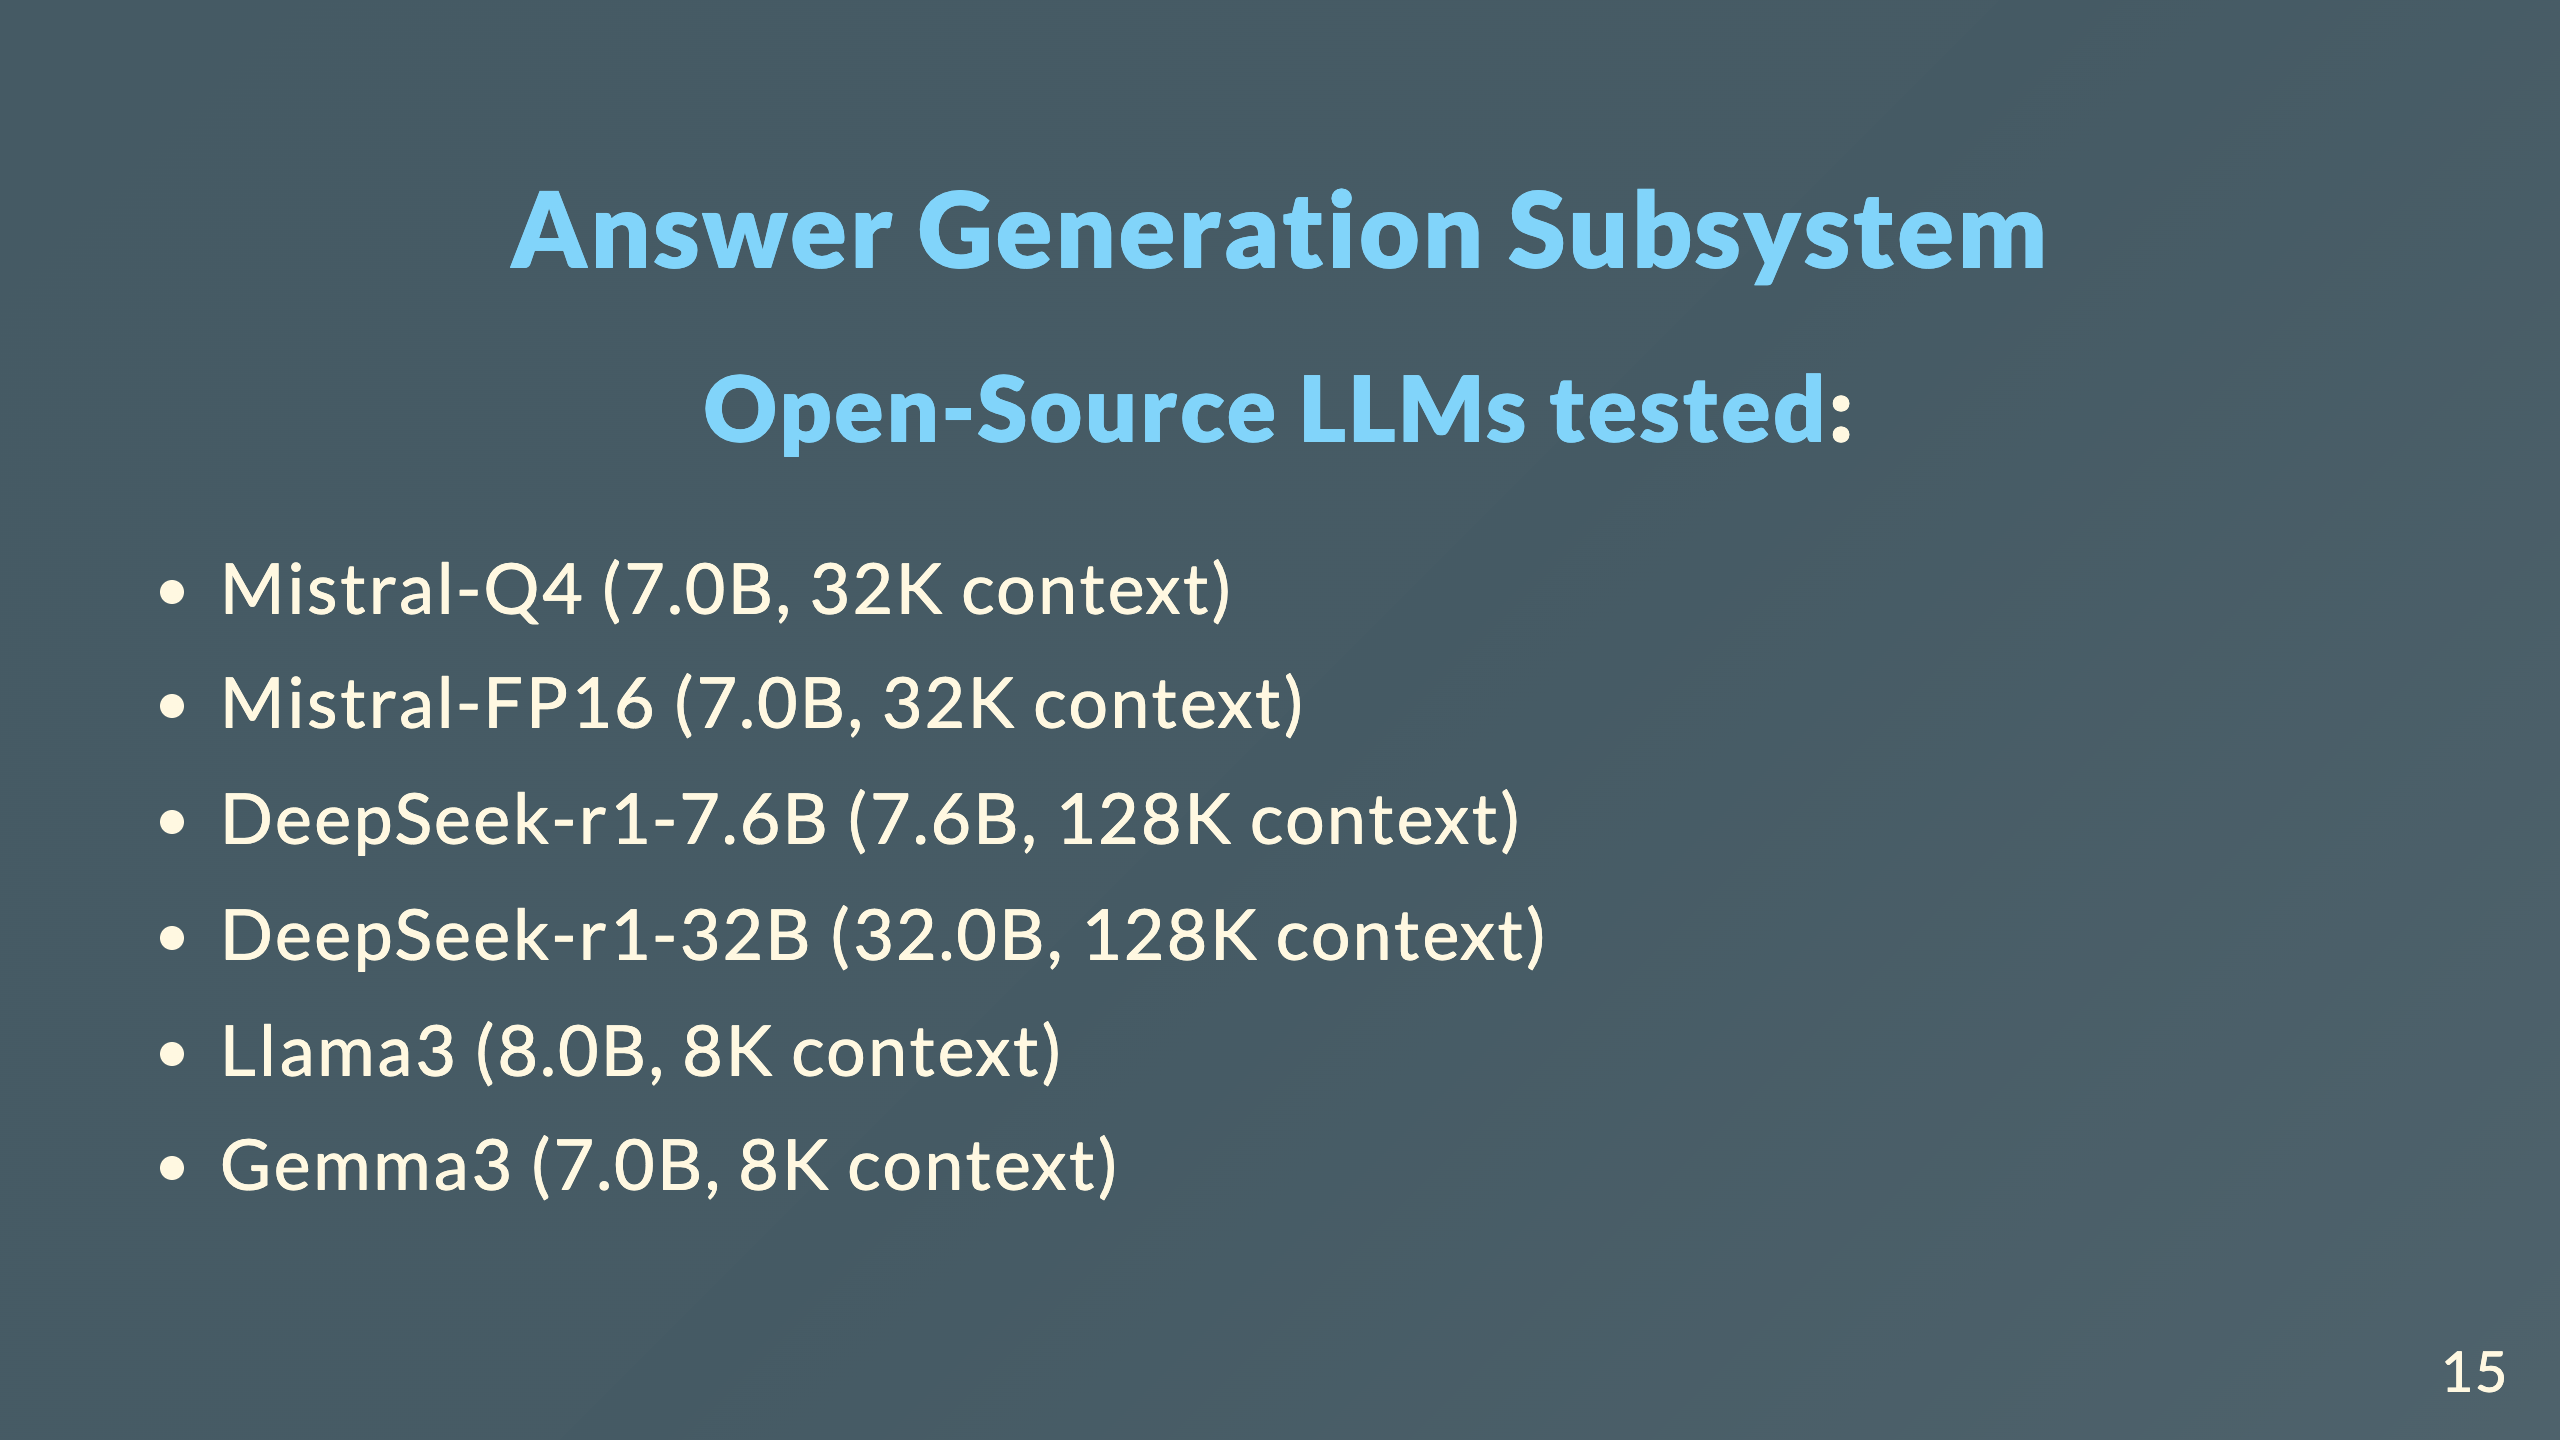 Answer Generation Subsystem
Open-Source LLMs tested:
• Mistral-Q4 (7.0B, 32K context)
• Mistral-FP16 (7.0B, 32K context)
• DeepSeek-r1-7.6B (7.6B, 128K context)
• DeepSeek-r1-32B (32.0B, 128K context)
• Llama3 (8.0B, 8K context)
• Gemma3 (7.0B, 8K context)
15